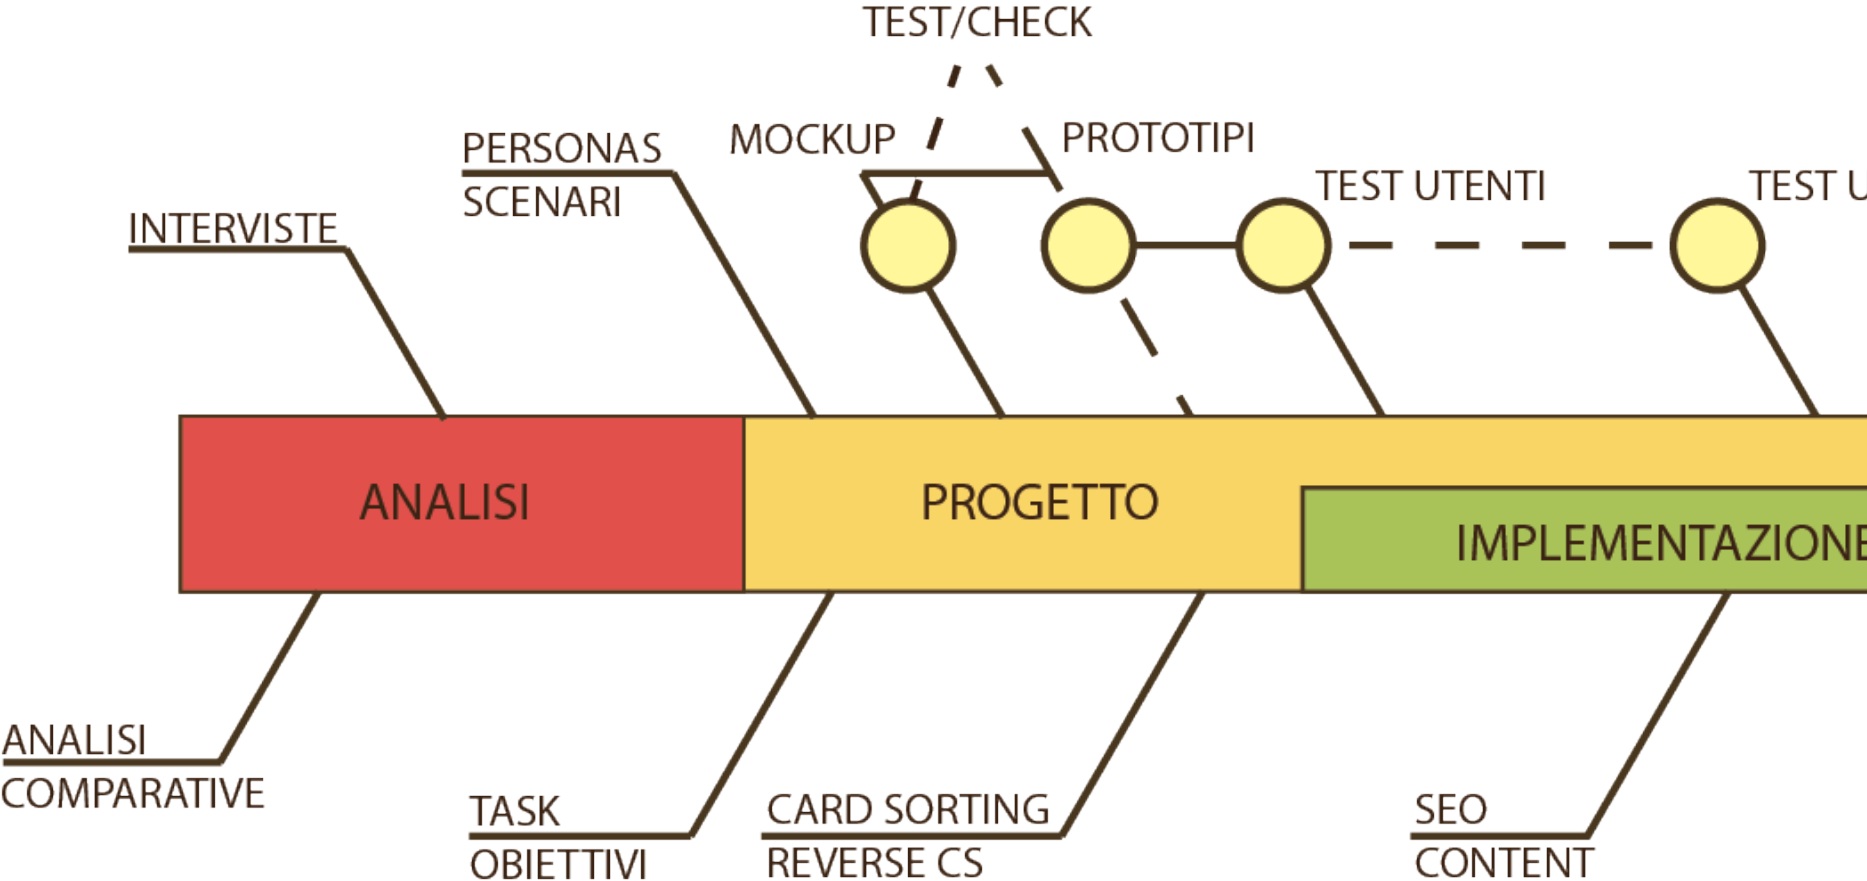 TEST/CHECK
MOCKUP
PROTOTIPI
PERSONAS
SCENARI
TEST UTENTI
TEST U
INTERVISTE
ANALISI
PROGETTO
IMPLEMENTAZIONE
ANALISI
COMPARATIVE
TASK
OBIETTIVI
CARD SORTING
REVERSE CS
SEO
CONTENT